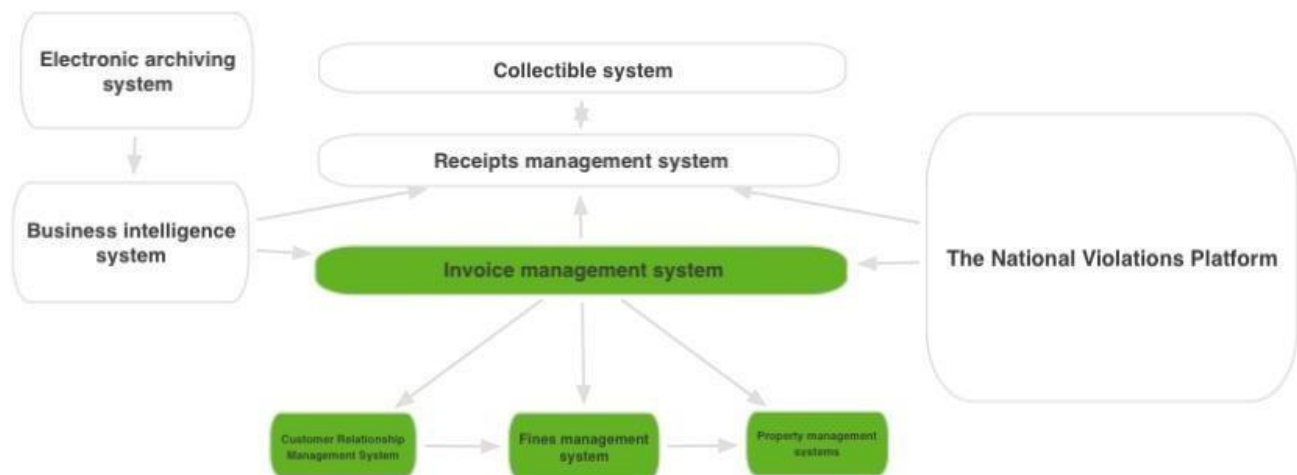 Electronic archiving
system
Collectible system
Receipts management system
Business intelligence
system
Invoice management system
The National Violations Platform
Customer Relationship
Management System
Fines management
system
Property management
systems